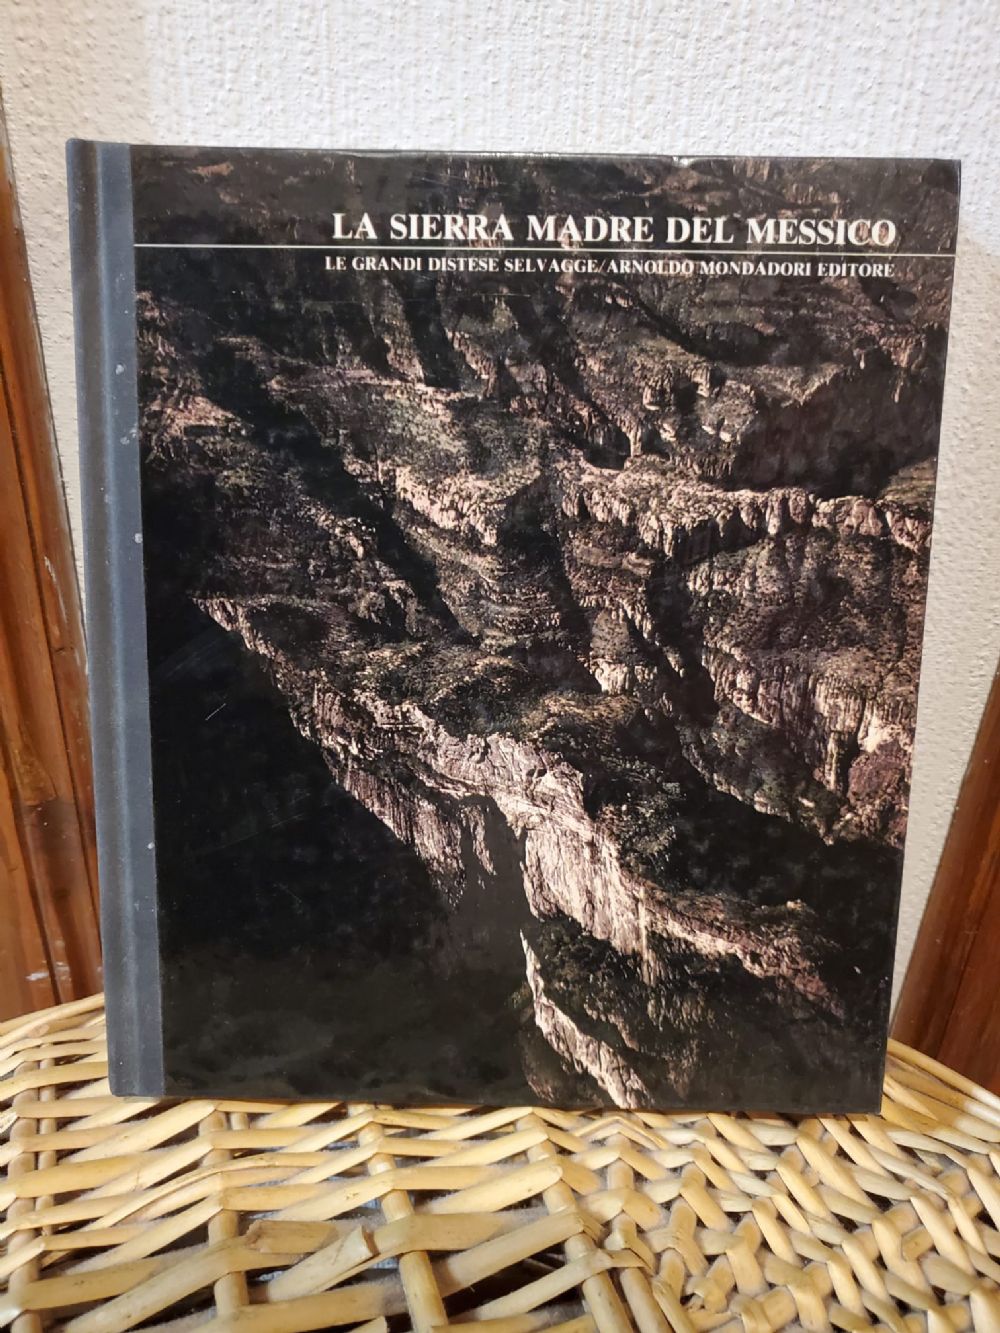 LA SIERRA MADRE DEL MESSICO
LE GRANDI DISTESE SELVAGGE/ARNOLDO MONDADORI EDITORE